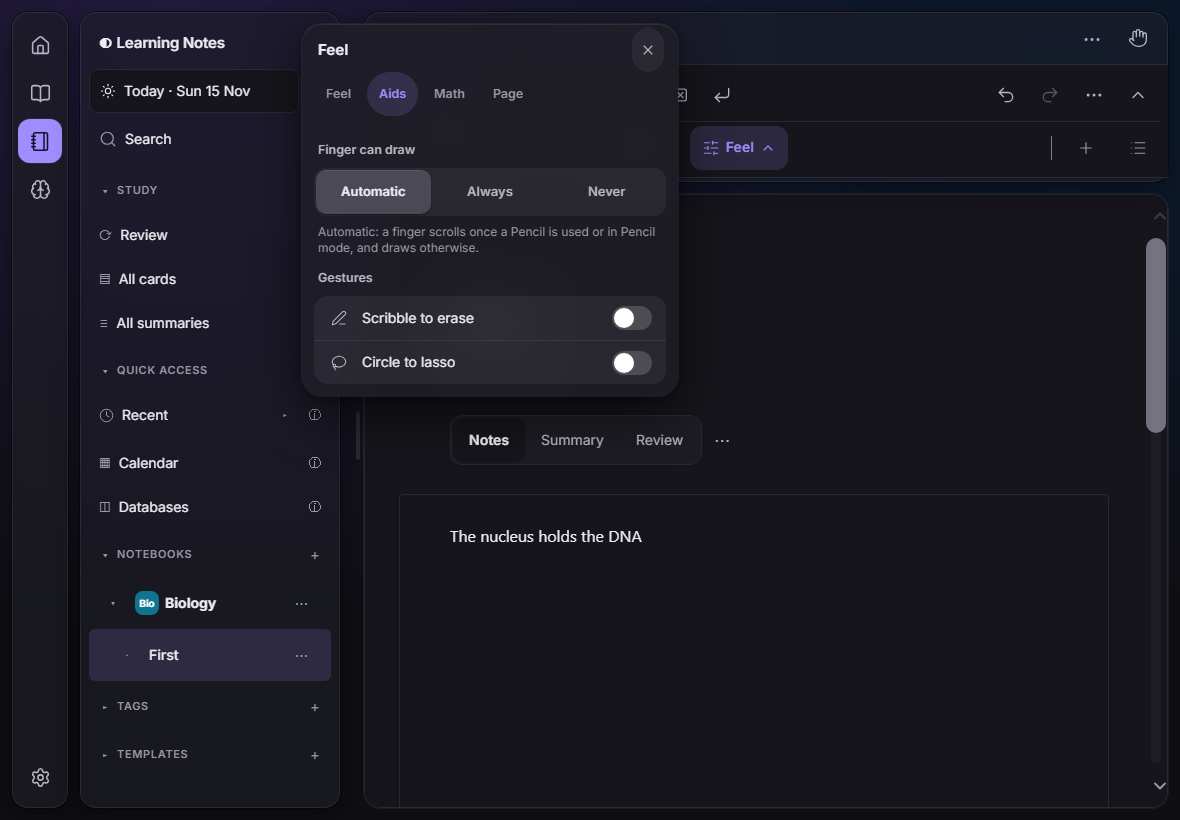 Learning Notes
Today · Sun 15 Nov
Search
STUDY
Review
All cards
All summaries
QUICK ACCESS
Recent
Calendar
Databases
NOTEBOOKS
Bio Biology
First
TAGS
TEMPLATES
Feel
Feel Aids Math Page
Finger can draw
Automatic Always Never
Automatic: a finger scrolls once a Pencil is used or in Pencil
mode, and draws otherwise.
Gestures
Scribble to erase
Circle to lasso
Feel
Notes Summary Review
The nucleus holds the DNA